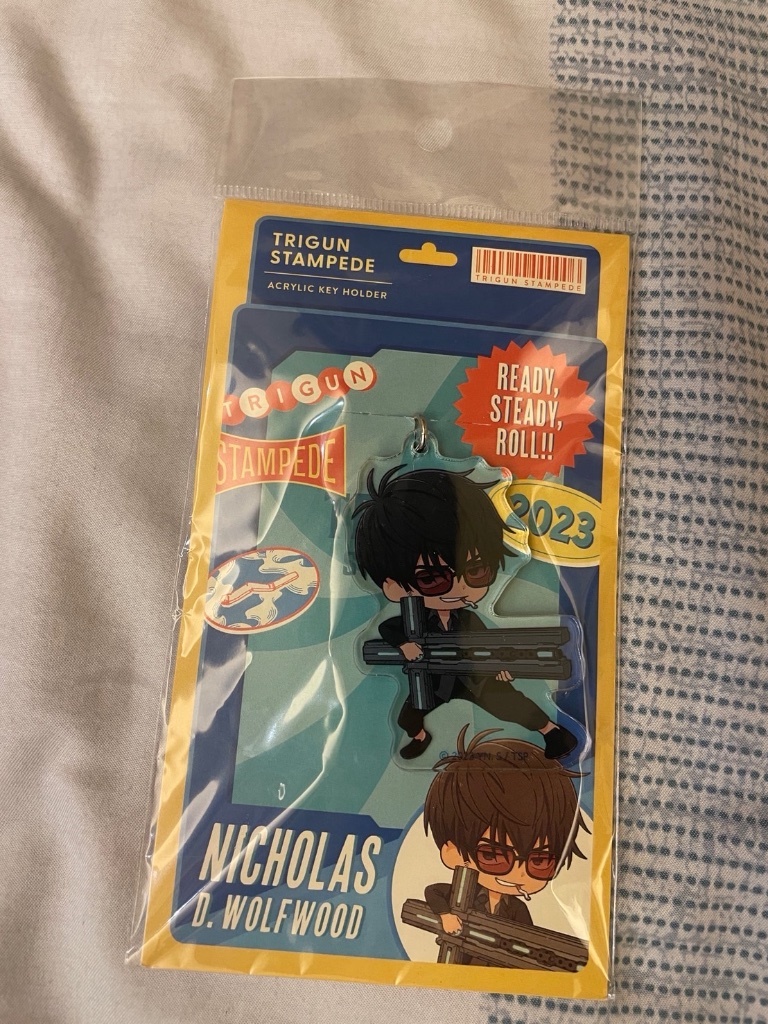 TRIGUN
STAMPEDE
ACRYLIC KEY HOLDER
TRIGUN STAMPEDE
TRIGUN
STAMPEDE
READY,
STEADY,
ROLL!!
2023
NICHOLAS
D. WOLFWOOD